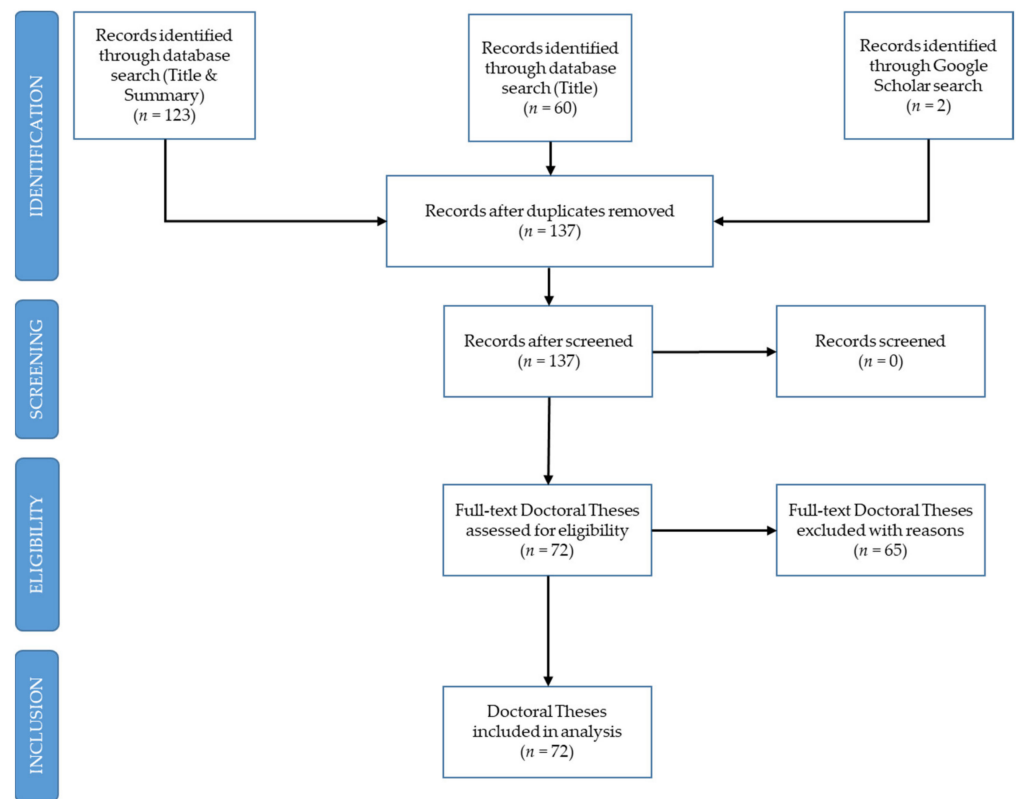 IDENTIFICATION
Records identified
through database
search (Title &
Summary)
(n = 123)
Records identified
through database
search (Title)
(n = 60)
Records identified
through Google
Scholar search
(n = 2)
Records after duplicates removed
(n = 137)
SCREENING
Records after screened
(n = 137)
Records screened
(n = 0)
ELIGIBILITY
Full-text Doctoral Theses
assessed for eligibility
(n = 72)
Full-text Doctoral Theses
excluded with reasons
(n = 65)
INCLUSION
Doctoral Theses
included in analysis
(n = 72)